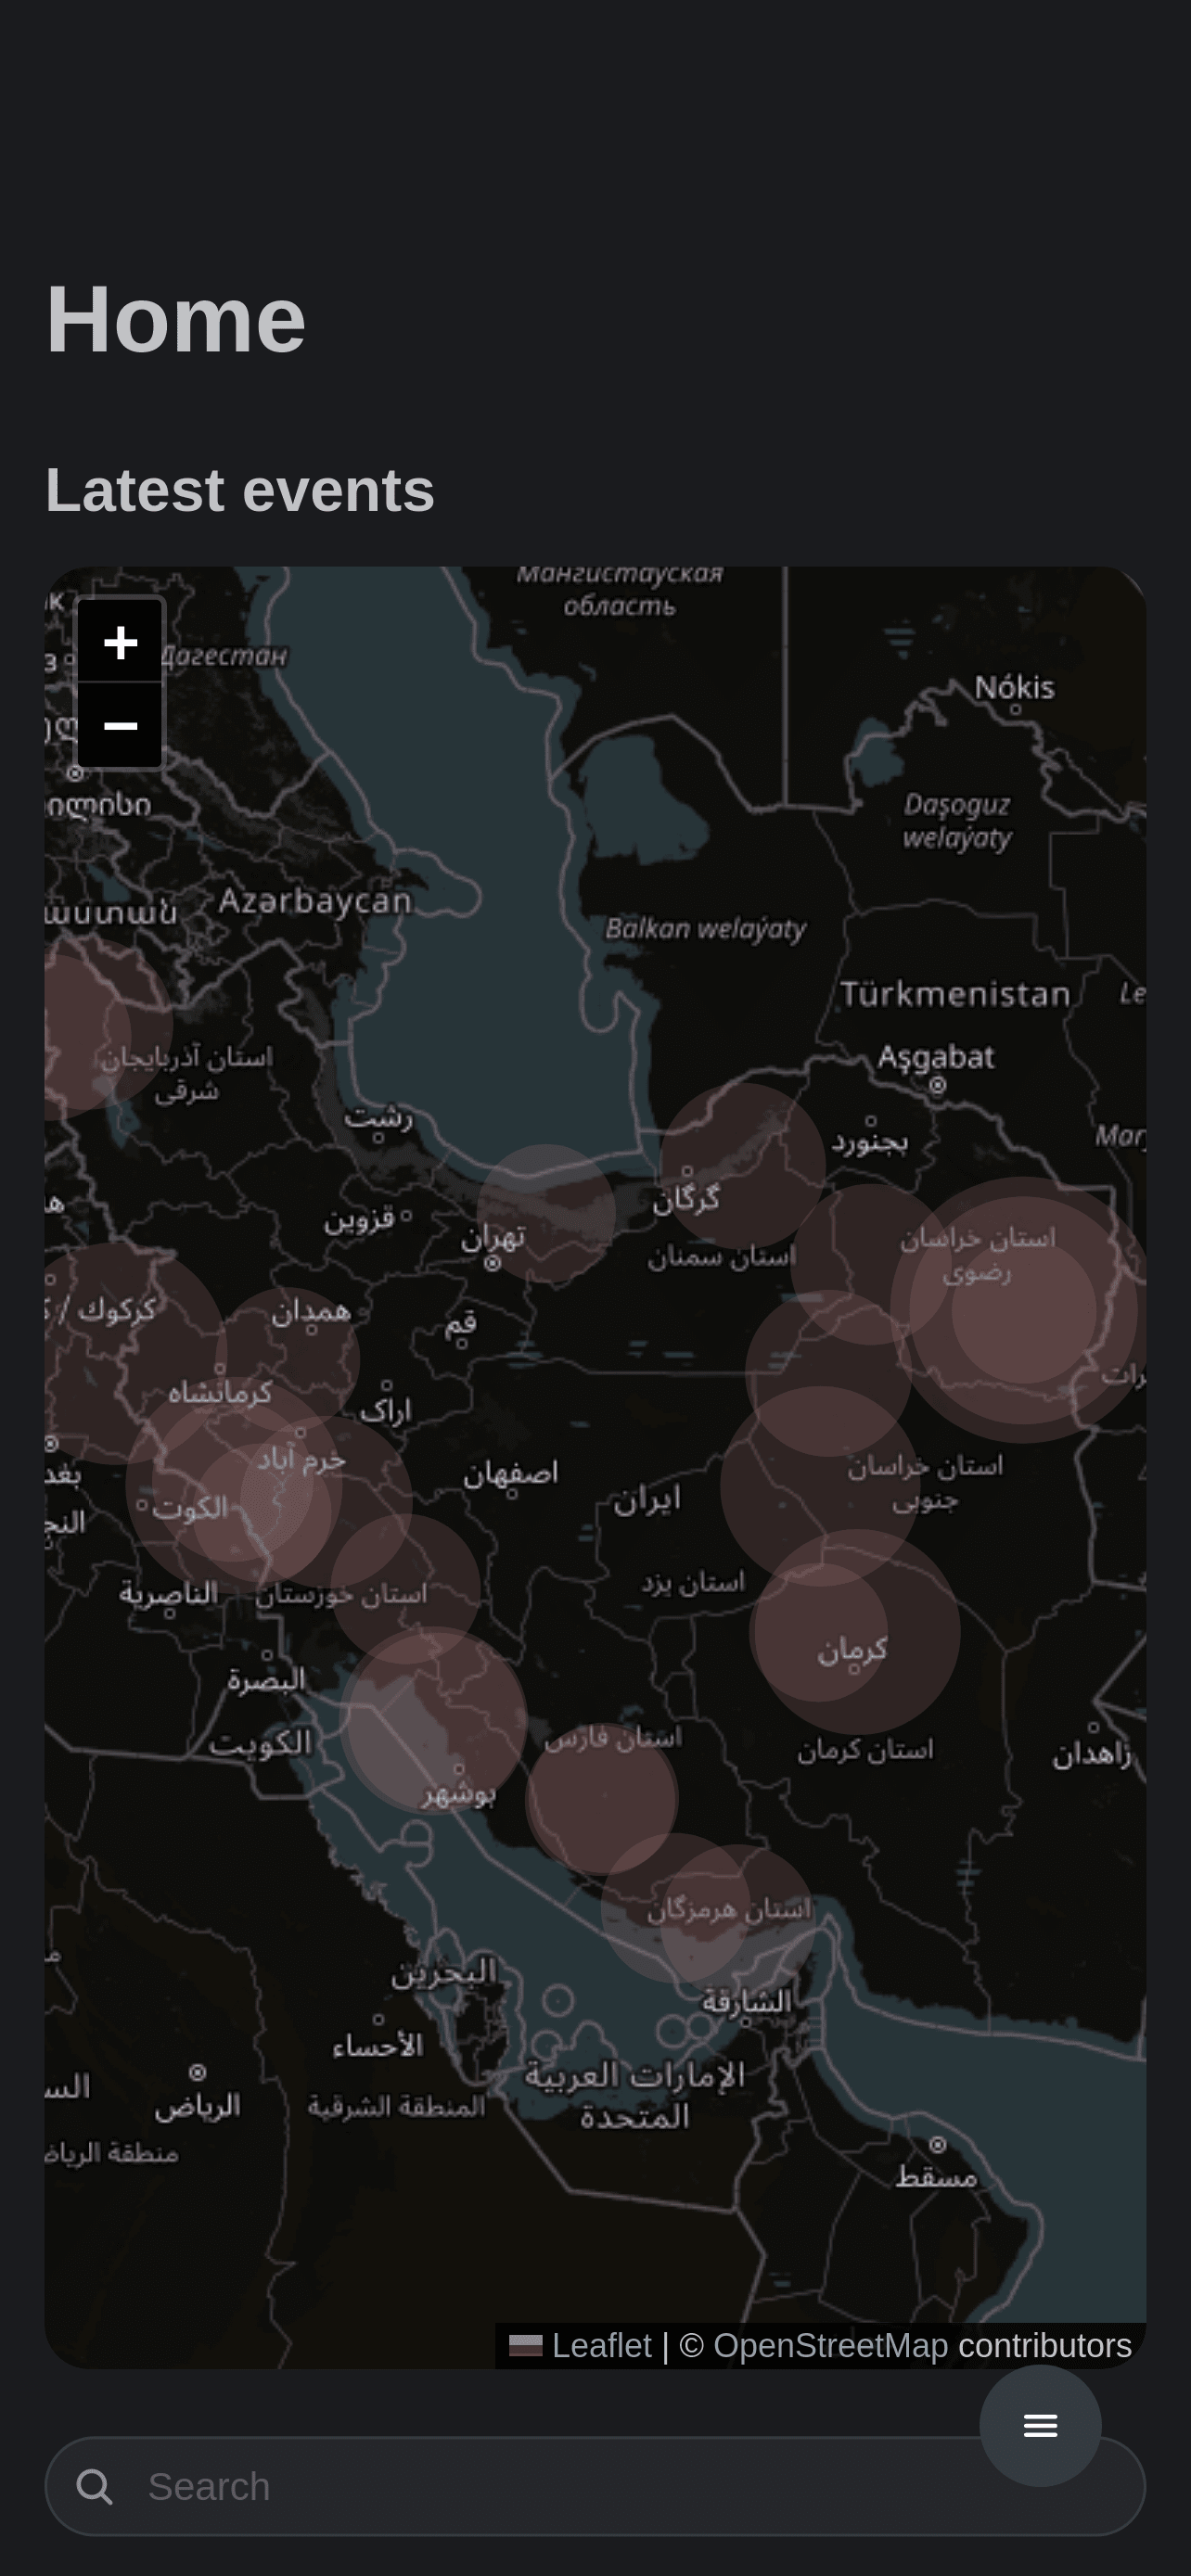 Home
Latest events
Мангистауская
область
Дагестан
Nókis
Daşoguz
welaýaty
Azərbaycan
Balkan welaýaty
Türkmenistan
Aşgabat
استان آذربایجان
شرقی
رشت
بجنورد
گرگان
قزوین
تهران
استان سمنان
استان خراسان
رضوی
همدان
قم
كركوك /
کرمانشاه
اراک
خرم آباد
اصفهان
ایران
استان خراسان
جنوبی
الكوت
استان یزد
الناصرية
استان خوزستان
کرمان
البصرة
الكويت
استان فارس
استان کرمان
زاهدان
بوشهر
استان هرمزگان
البحرين
الشارقة
الأحساء
الإمارات العربية
المتحدة
الرياض
المنطقة الشرقية
مسقط
Leaflet | © OpenStreetMap contributors
Search